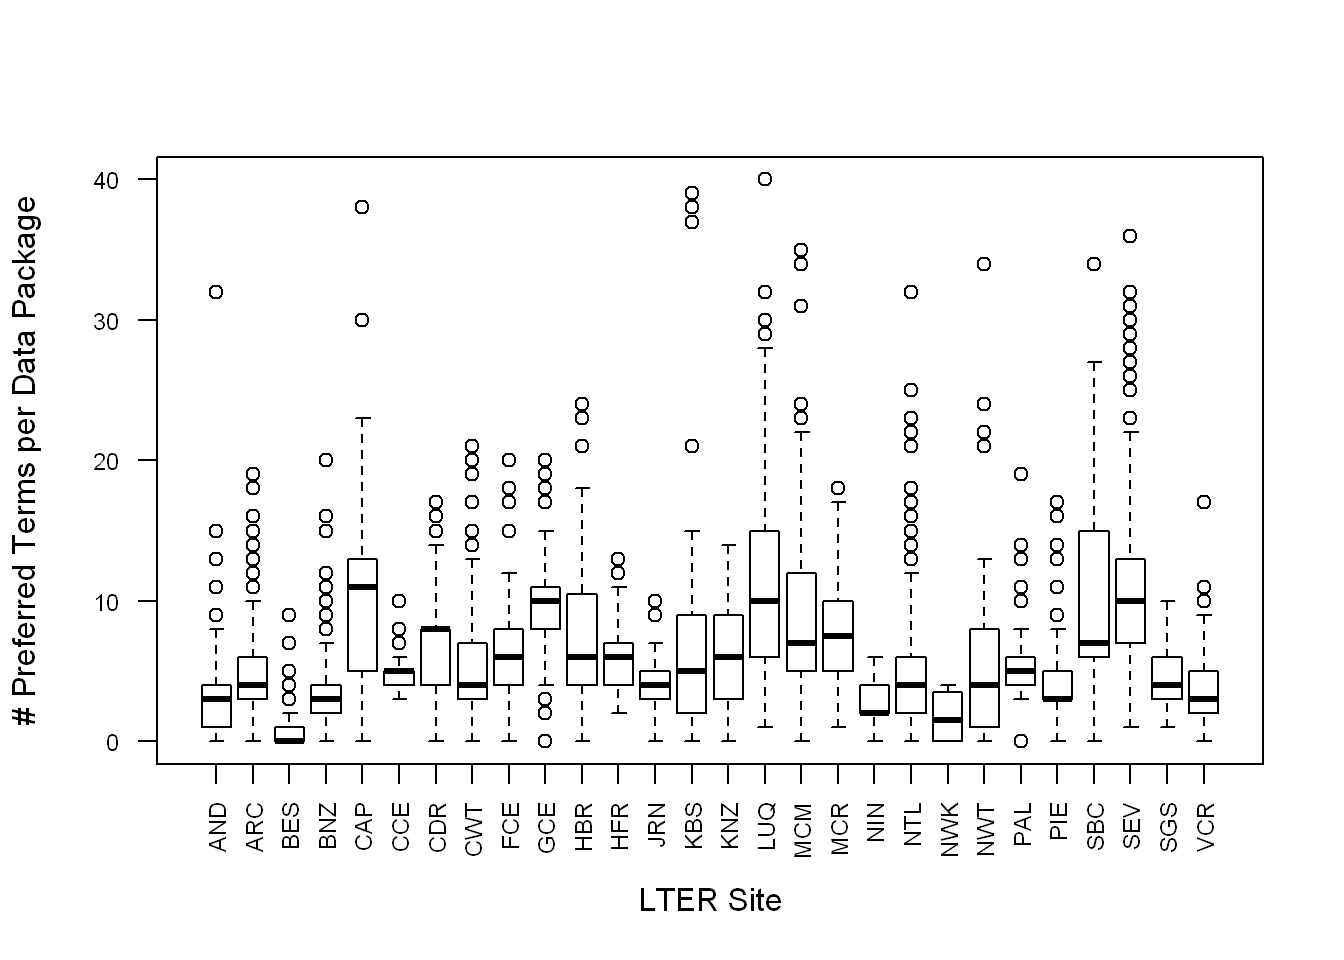 # Preferred Terms per Data Package
40
30
20
10
0
AND
ARC
BES
BNZ
CAP
CCE
CDR
CWT
FCE
GCE
HBR
HFR
JRN
KBS
KNZ
LUQ
MCM
MCR
NIN
NTL
NWK
NWT
PAL
PIE
SBC
SEV
SGS
VCR
LTER Site